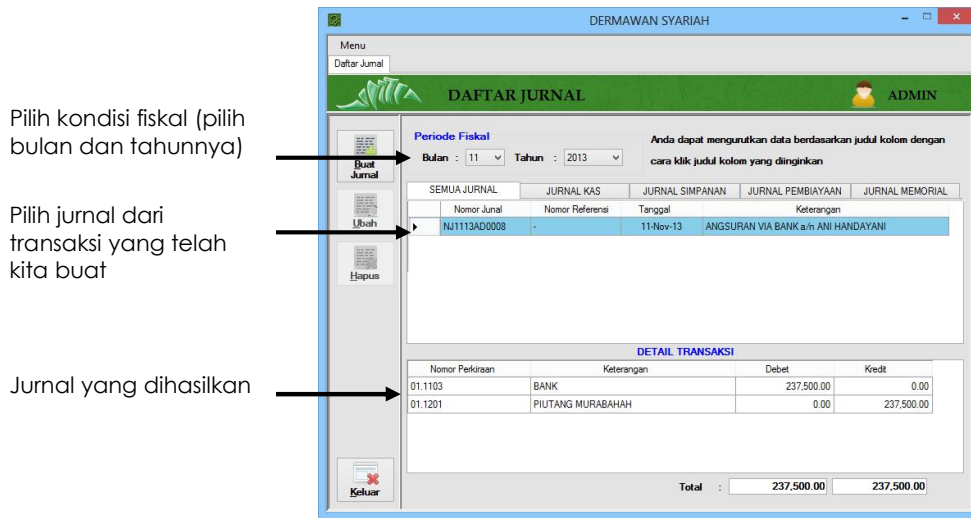 DERMAWAN SYARIAH
Menu
Daftar Jurnal
DAFTAR JURNAL
ADMIN
Pilih kondisi fiskal (pilih
bulan dan tahunnya)
Pilih jurnal dari
transaksi yang telah
kita buat
Jurnal yang dihasilkan
Buat
Jurnal
Ubah
Hapus
Keluar
Periode Fiskal
Bulan : 11 Tahun : 2013
Anda dapat mengurutkan data berdasarkan judul kolom dengan
cara klik judul kolom yang diinginkan
SEMUA JURNAL JURNAL KAS JURNAL SIMPANAN JURNAL PEMBIAYAAN JURNAL MEMORIAL
Nomor Junal Nomor Referensi Tanggal Keterangan
NJ1113AD0008 - 11-Nov-13 ANGSURAN VIA BANK a/n ANI HANDAYANI
DETAIL TRANSAKSI
Nomor Perkiraan Keterangan Debet Kredit
01.1103 BANK 237,500.00 0.00
01.1201 PIUTANG MURABAHAH 0.00 237,500.00
Total : 237,500.00 237,500.00